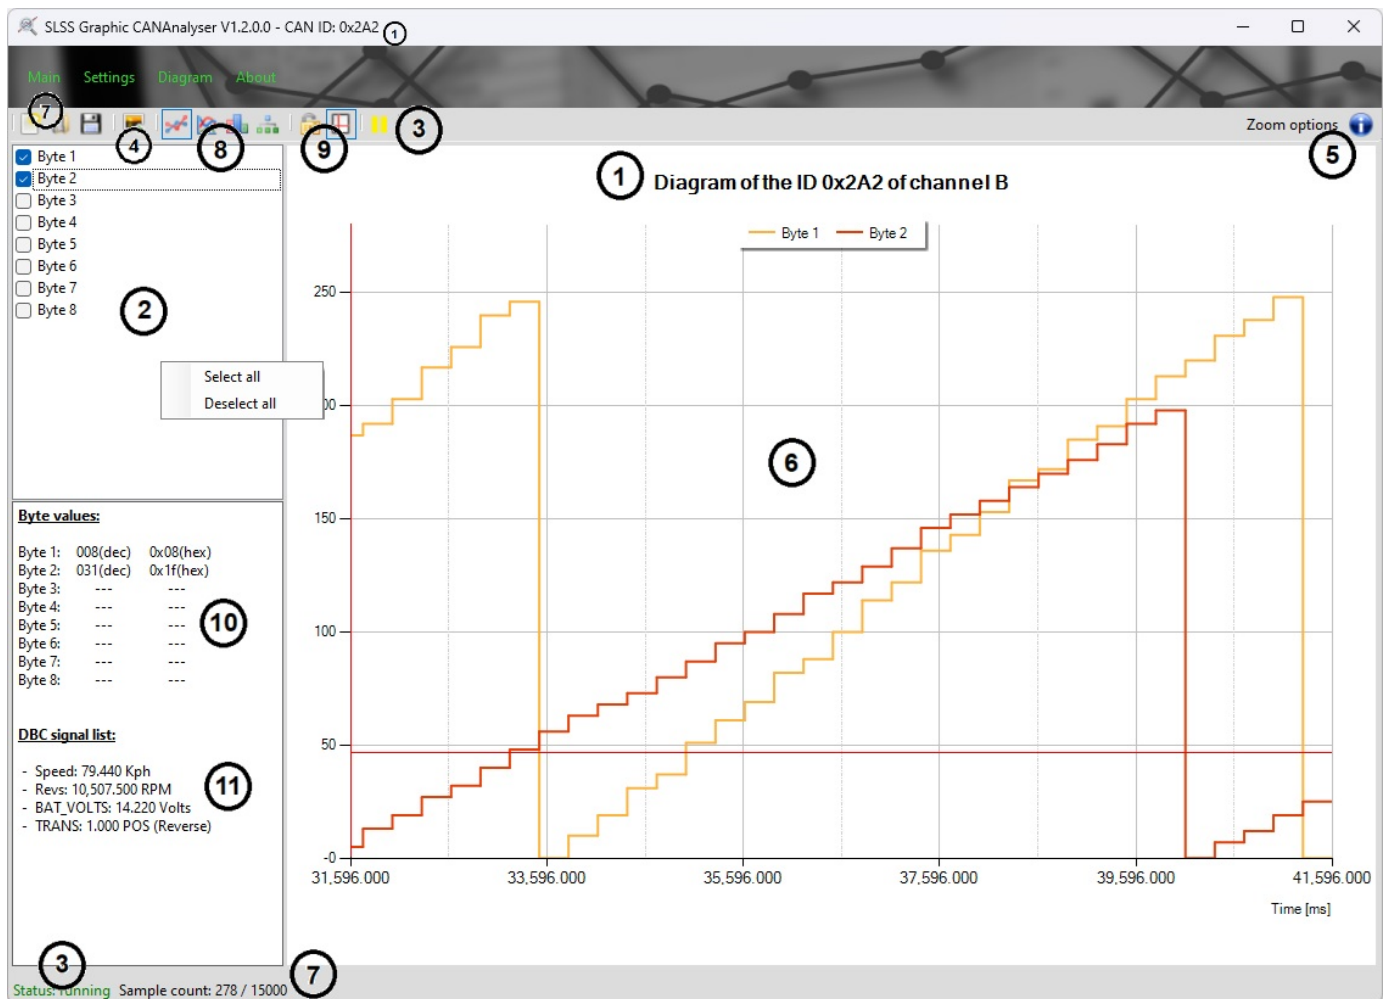 SLSS Graphic CANAnalyser V1.2.0.0 - CAN ID: 0x2A2 1
Main Settings Diagram About
7 4 8 9 3 Zoom options 5
Byte 1
Byte 2
Byte 3
Byte 4
Byte 5
Byte 6
Byte 7
Byte 8
2
Select all
Deselect all
1 Diagram of the ID 0x2A2 of channel B
Byte 1 Byte 2
250
00
150
100
50
-0
6
31,596.000 33,596.000 35,596.000 37,596.000 39,596.000 41,596.000
Time [ms]
Byte values:
Byte 1: 008(dec) 0x08(hex)
Byte 2: 031(dec) 0x1f(hex)
Byte 3: --- ---
Byte 4: --- ---
Byte 5: --- ---
Byte 6: --- ---
Byte 7: --- ---
Byte 8: --- ---
10
DBC signal list:
- Speed: 79.440 Kph
- Revs: 10,507.500 RPM
- BAT_VOLTS: 14.220 Volts
- TRANS: 1.000 POS (Reverse)
11
3 7
Status: running Sample count: 278 / 15000